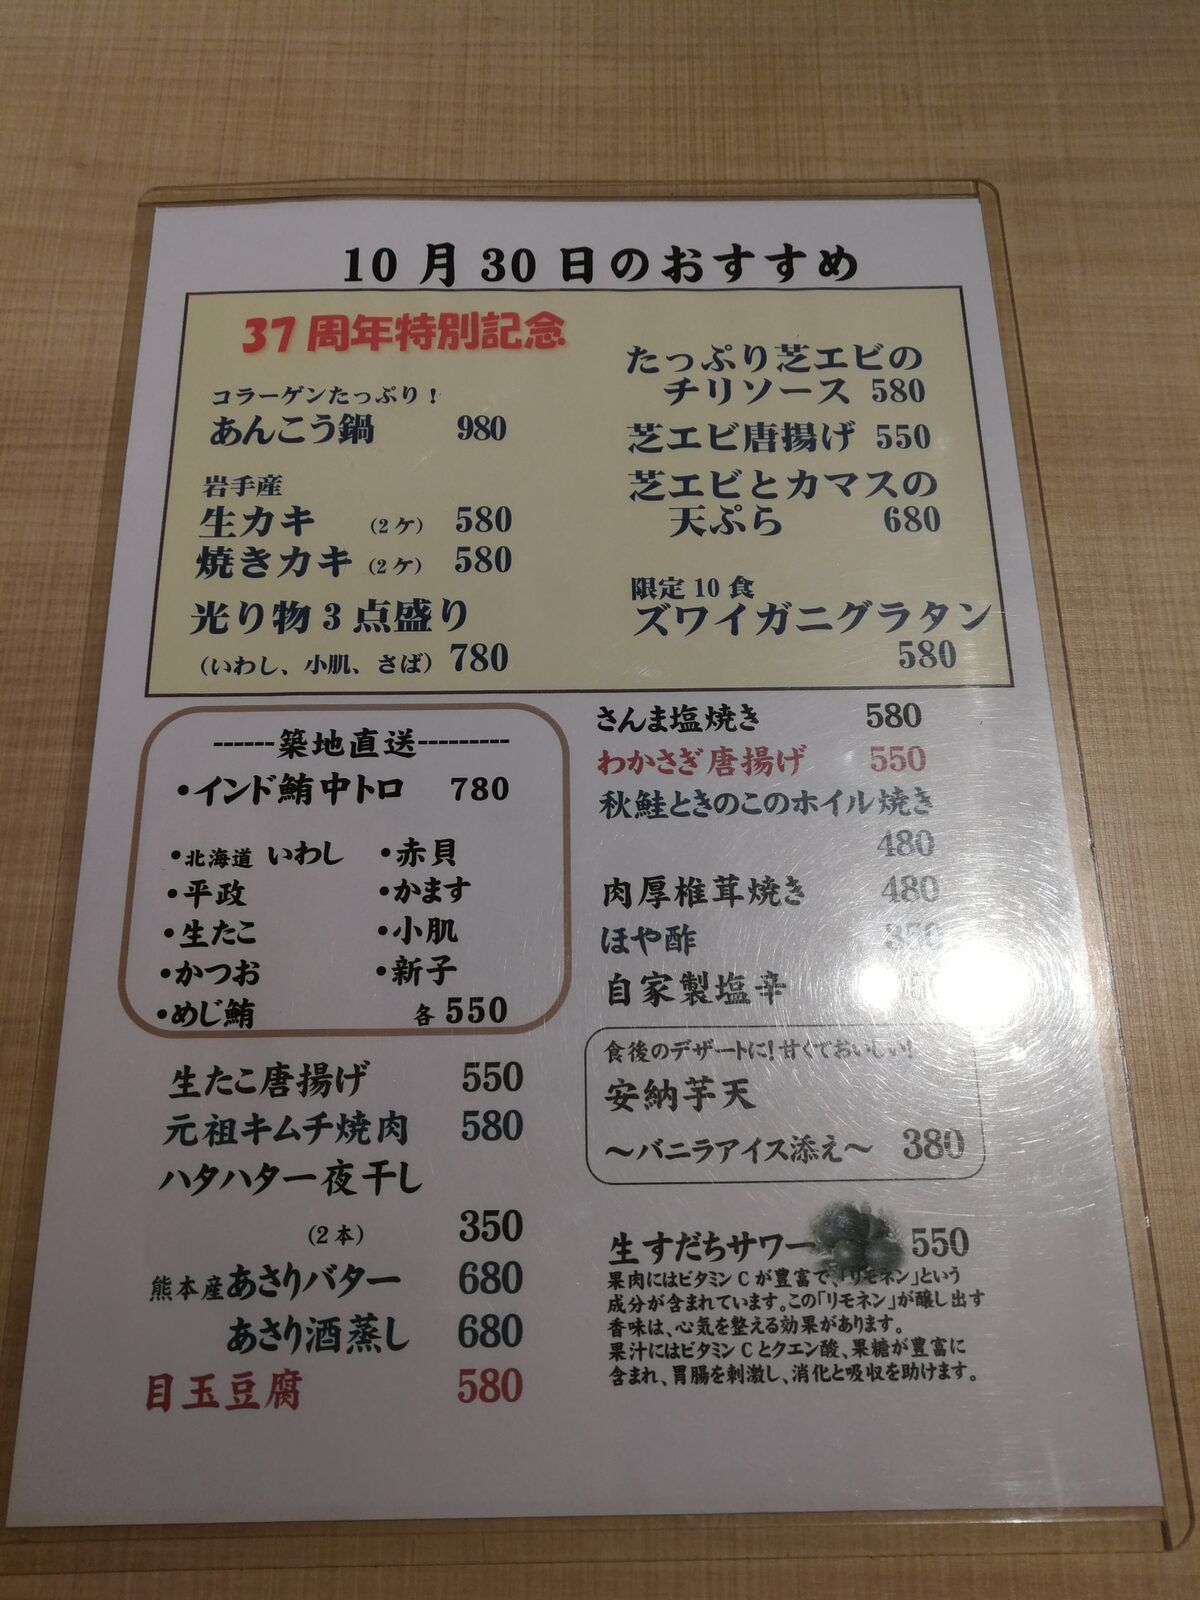 10月30日のおすすめ
37周年特別記念
コラーゲンたっぷり！
あんこう鍋 980
岩手産
生カキ (2ケ) 580
焼きカキ (2ケ) 580
光り物3点盛り
(いわし、小肌、さば) 780
たっぷり芝エビの
チリソース 580
芝エビ唐揚げ 550
芝エビとカマスの
天ぷら 680
限定10食
ズワイガニグラタン
580
------築地直送---------
・インド鮪中トロ 780
・北海道 いわし ・赤貝
・平政 ・かます
・生たこ ・小肌
・かつお ・新子
・めじ鮪 各550
生たこ唐揚げ 550
元祖キムチ焼肉 580
ハタハタ一夜干し
(2本) 350
熊本産あさりバター 680
あさり酒蒸し 680
目玉豆腐 580
さんま塩焼き 580
わかさぎ唐揚げ 550
秋鮭ときのこのホイル焼き
480
肉厚椎茸焼き 480
ほや酢 350
自家製塩辛
食後のデザートに！甘くておいしい！
安納芋天
～バニラアイス添え～ 380
生すだちサワー 550
果肉にはビタミンCが豊富で、「リモネン」という
成分が含まれています。この「リモネン」が醸し出す
香味は、心気を整える効果があります。
果汁にはビタミンCとクエン酸、果糖が豊富に
含まれ、胃腸を刺激し、消化と吸収を助けます。